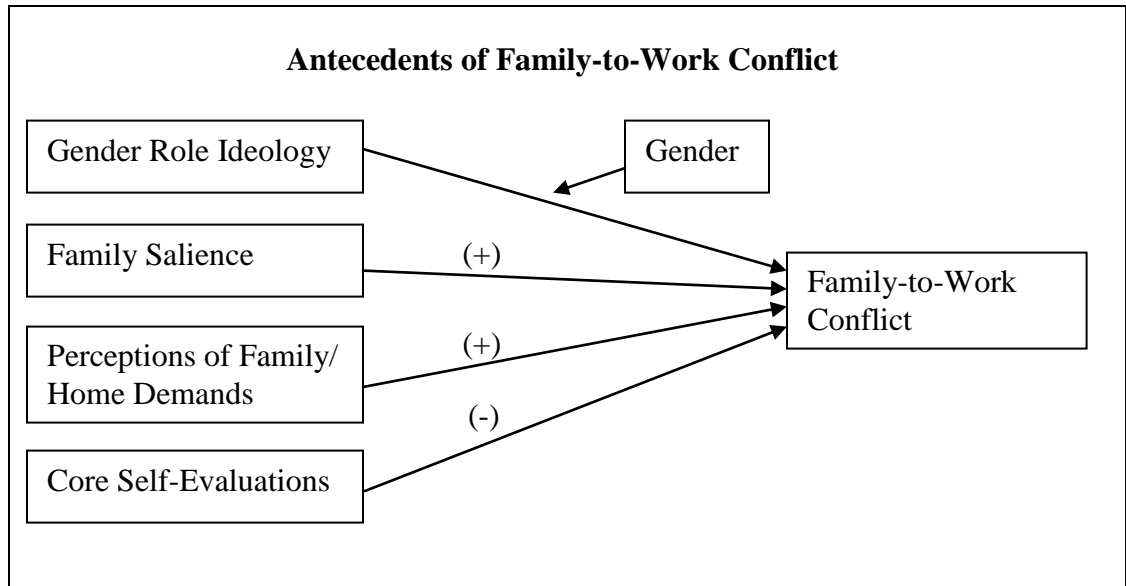 Antecedents of Family-to-Work Conflict
Gender Role Ideology
Gender
Family Salience
(+)
Family-to-Work
Conflict
Perceptions of Family/
Home Demands
(+)
(-)
Core Self-Evaluations